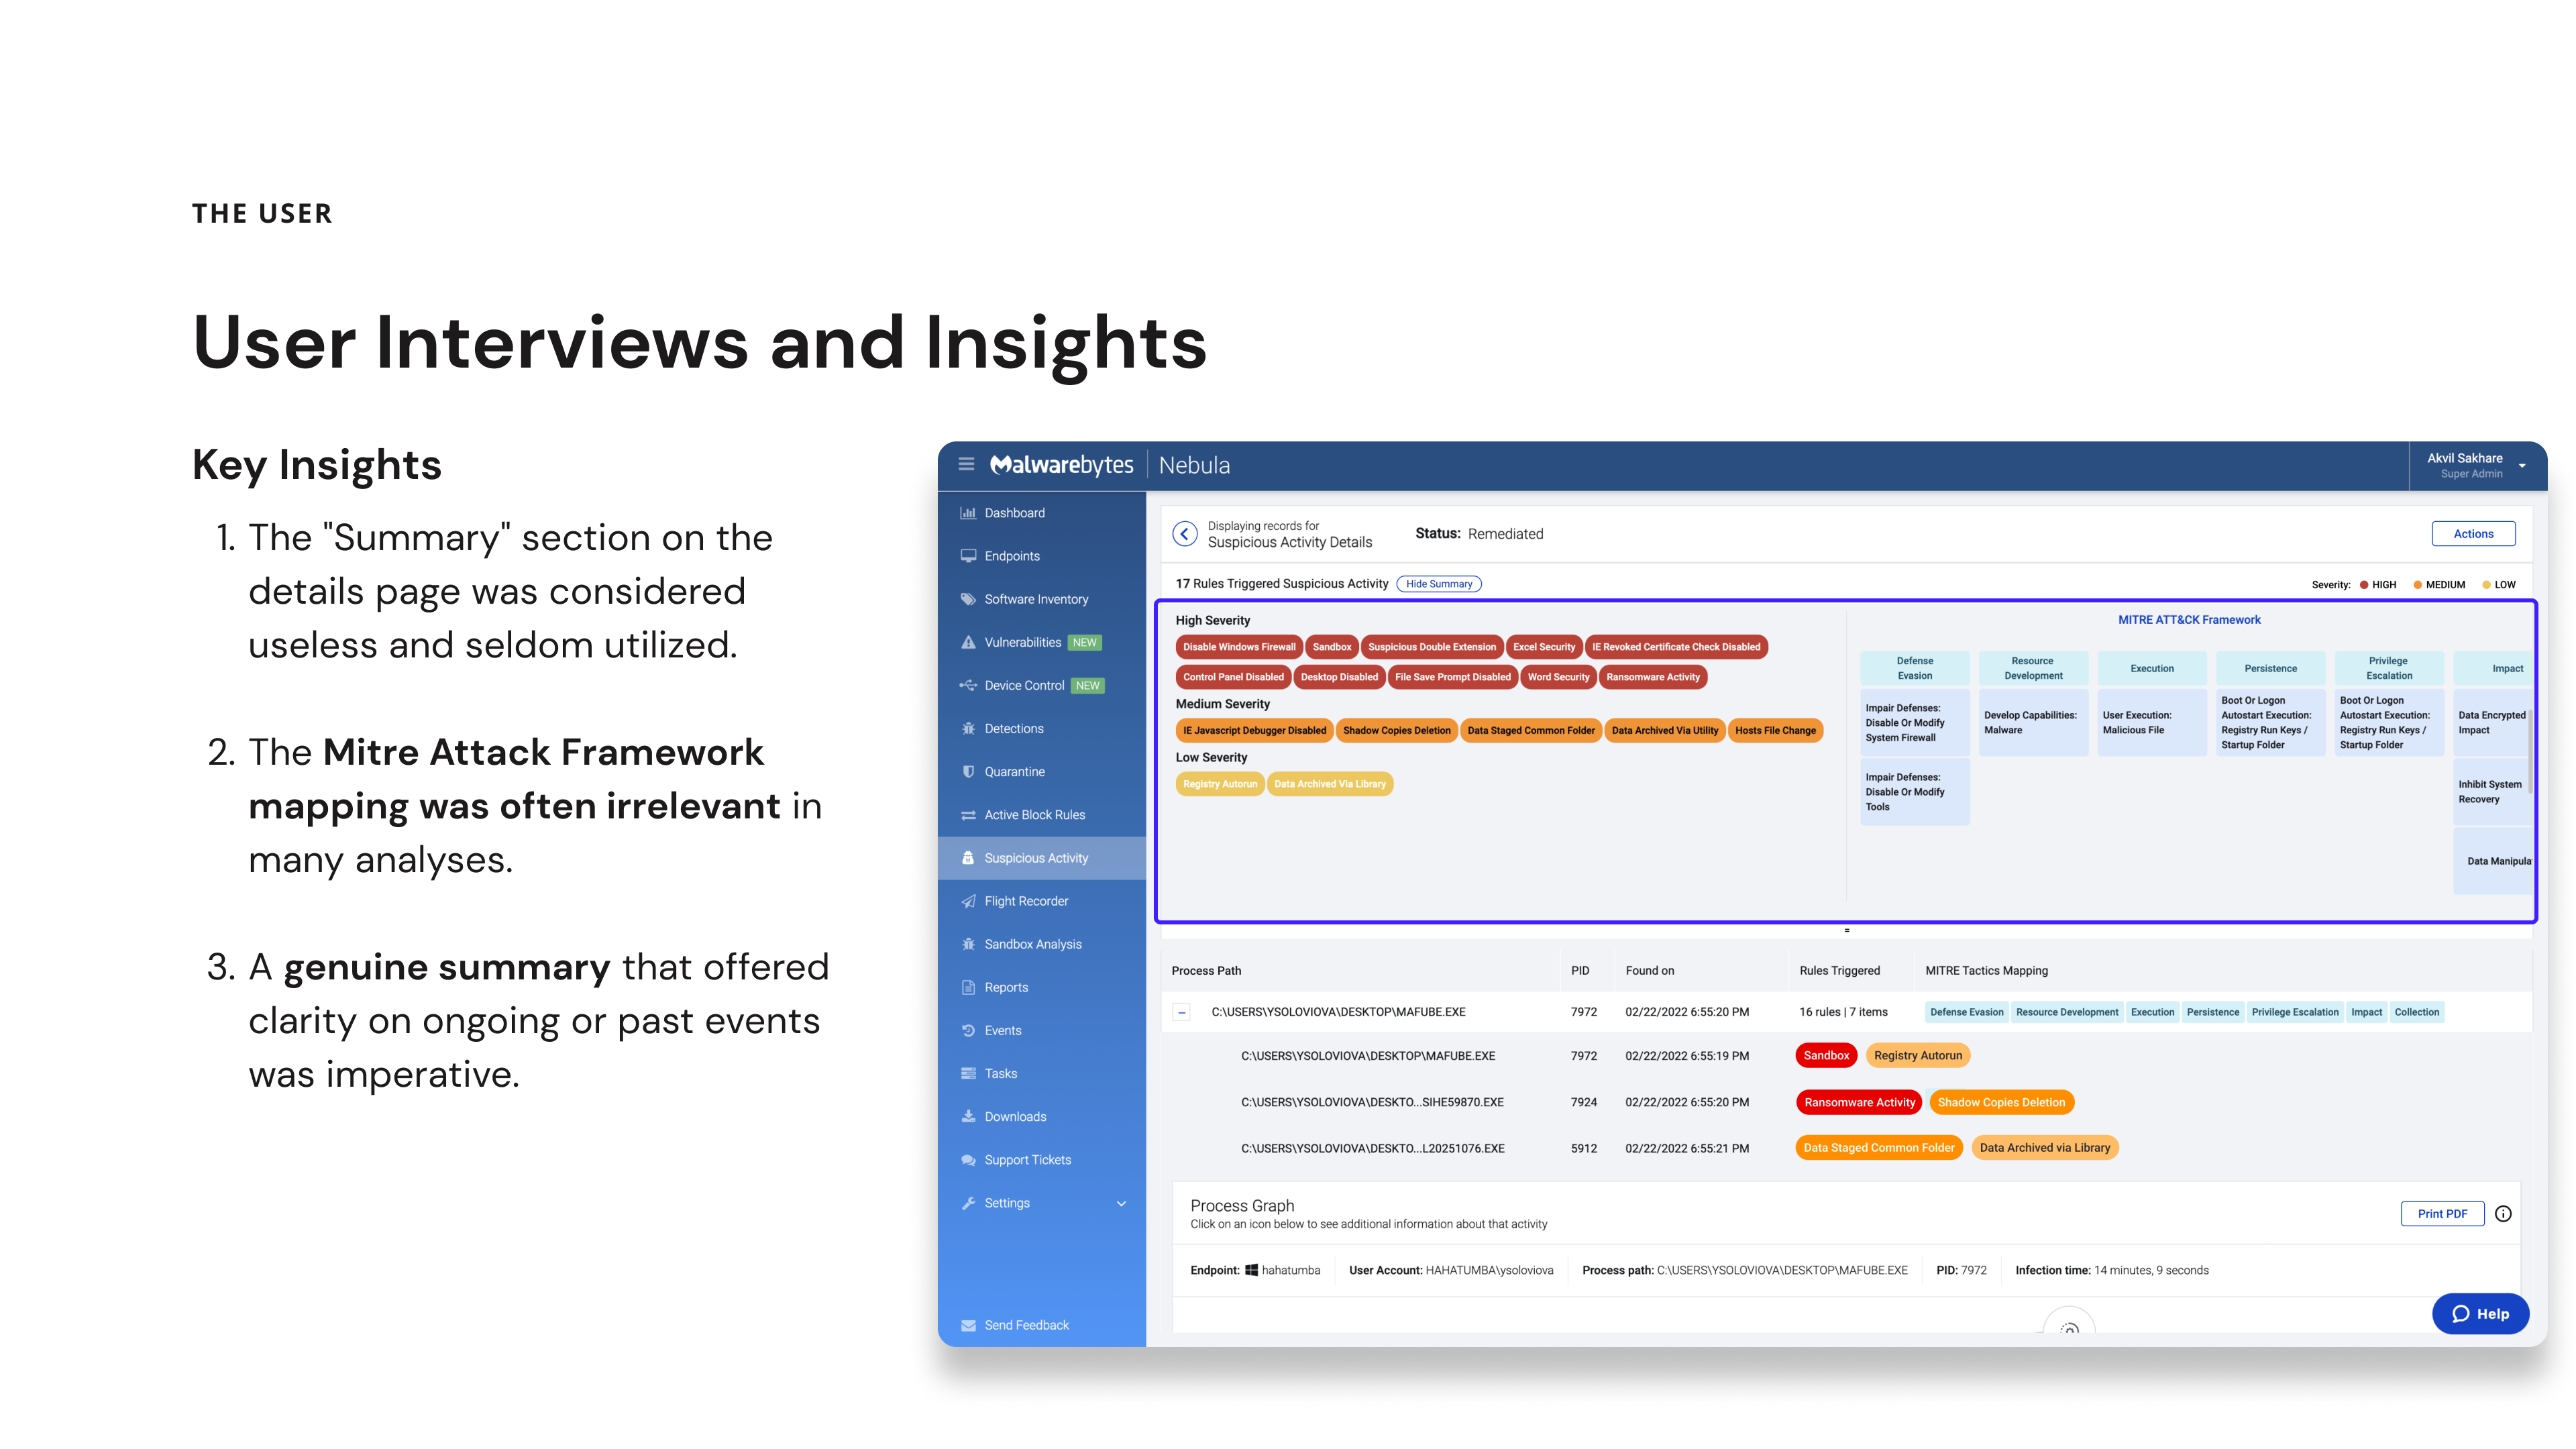 THE USER
User Interviews and Insights
Key Insights
1. The "Summary" section on the
details page was considered
useless and seldom utilized.
2. The Mitre Attack Framework
mapping was often irrelevant in
many analyses.
3. A genuine summary that offered
clarity on ongoing or past events
was imperative.
Malwarebytes | Nebula
Akvil Sakhare
Super Admin
Dashboard
Endpoints
Software Inventory
Vulnerabilities NEW
Device Control NEW
Detections
Quarantine
Active Block Rules
Suspicious Activity
Flight Recorder
Sandbox Analysis
Reports
Events
Tasks
Downloads
Support Tickets
Settings
Send Feedback
Displaying records for
Suspicious Activity Details
Status: Remediated
Actions
17 Rules Triggered Suspicious Activity Hide Summary
Severity: HIGH MEDIUM LOW
High Severity
Disable Windows Firewall Sandbox Suspicious Double Extension Excel Security IE Revoked Certificate Check Disabled
Control Panel Disabled Desktop Disabled File Save Prompt Disabled Word Security Ransomware Activity
Medium Severity
IE Javascript Debugger Disabled Shadow Copies Deletion Data Staged Common Folder Data Archived Via Utility Hosts File Change
Low Severity
Registry Autorun Data Archived Via Library
MITRE ATT&CK Framework
Defense
Evasion
Impair Defenses:
Disable Or Modify
System Firewall
Impair Defenses:
Disable Or Modify
Tools
Resource
Development
Develop Capabilities:
Malware
Execution
User Execution:
Malicious File
Persistence
Boot Or Logon
Autostart Execution:
Registry Run Keys /
Startup Folder
Privilege
Escalation
Boot Or Logon
Autostart Execution:
Registry Run Keys /
Startup Folder
Impact
Data Encrypted
Impact
Inhibit System
Recovery
Data Manipula
=
Process Path PID Found on Rules Triggered MITRE Tactics Mapping
C:\USERS\YSOLOVIOVA\DESKTOP\MAFUBE.EXE 7972 02/22/2022 6:55:20 PM 16 rules | 7 items Defense Evasion Resource Development Execution Persistence Privilege Escalation Impact Collection
C:\USERS\YSOLOVIOVA\DESKTOP\MAFUBE.EXE 7972 02/22/2022 6:55:19 PM Sandbox Registry Autorun
C:\USERS\YSOLOVIOVA\DESKTO...SIHE59870.EXE 7924 02/22/2022 6:55:20 PM Ransomware Activity Shadow Copies Deletion
C:\USERS\YSOLOVIOVA\DESKTO...L20251076.EXE 5912 02/22/2022 6:55:21 PM Data Staged Common Folder Data Archived via Library
Process Graph
Click on an icon below to see additional information about that activity
Print PDF
Endpoint: hahatumba User Account: HAHATUMBA\ysoloviova Process path: C:\USERS\YSOLOVIOVA\DESKTOP\MAFUBE.EXE PID: 7972 Infection time: 14 minutes, 9 seconds
Help